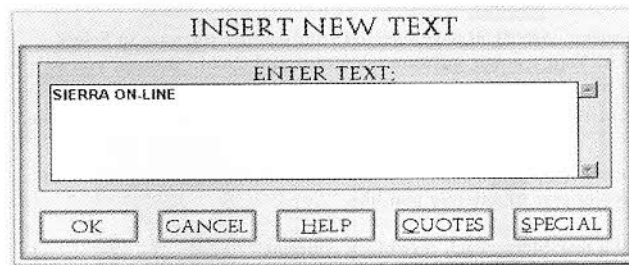 INSERT NEW TEXT
ENTER TEXT:
SIERRA ON-LINE
OK CANCEL HELP QUOTES SPECIAL